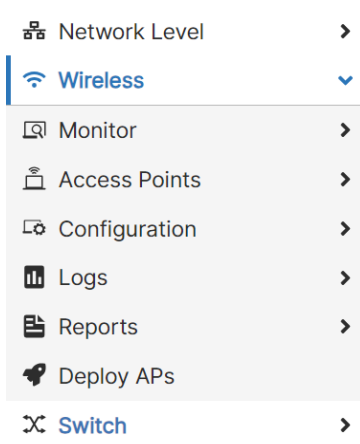 Network Level
Wireless
Monitor
Access Points
Configuration
Logs
Reports
Deploy APs
Switch